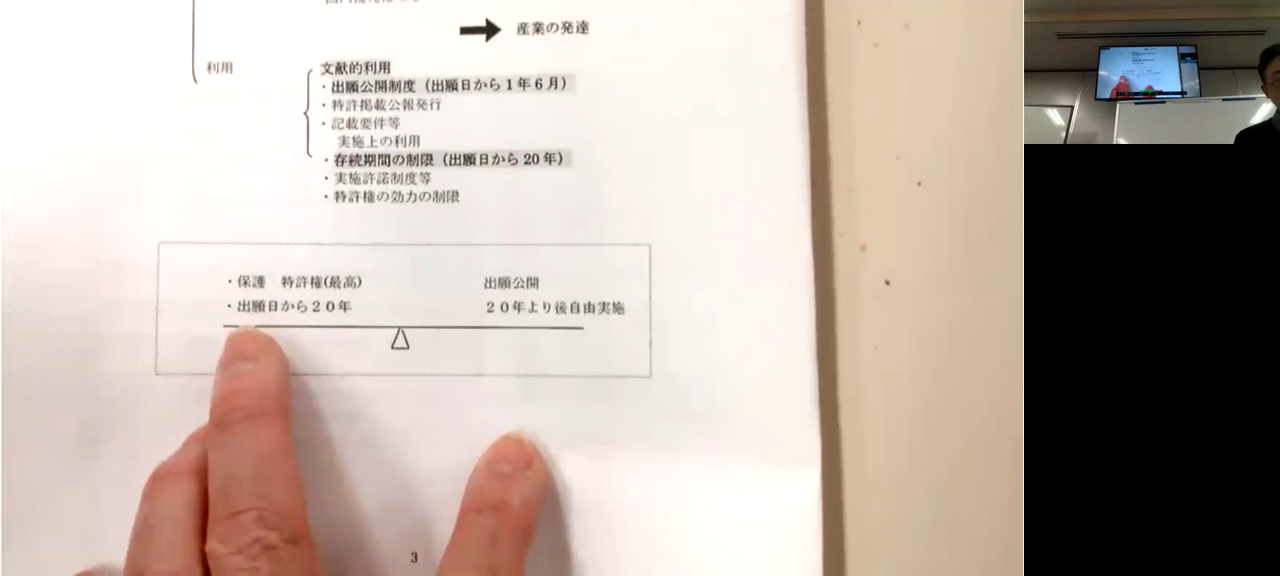 ➡ 産業の発達
利用
文献的利用
・出願公開制度（出願日から1年6月）
・特許掲載公報発行
・記載要件等
実施上の利用
・存続期間の制限（出願日から 20 年）
・実施許諾制度等
・特許権の効力の制限
・保護　特許権(最高)　出願公開
・出願日から２０年　２０年より後自由実施
3